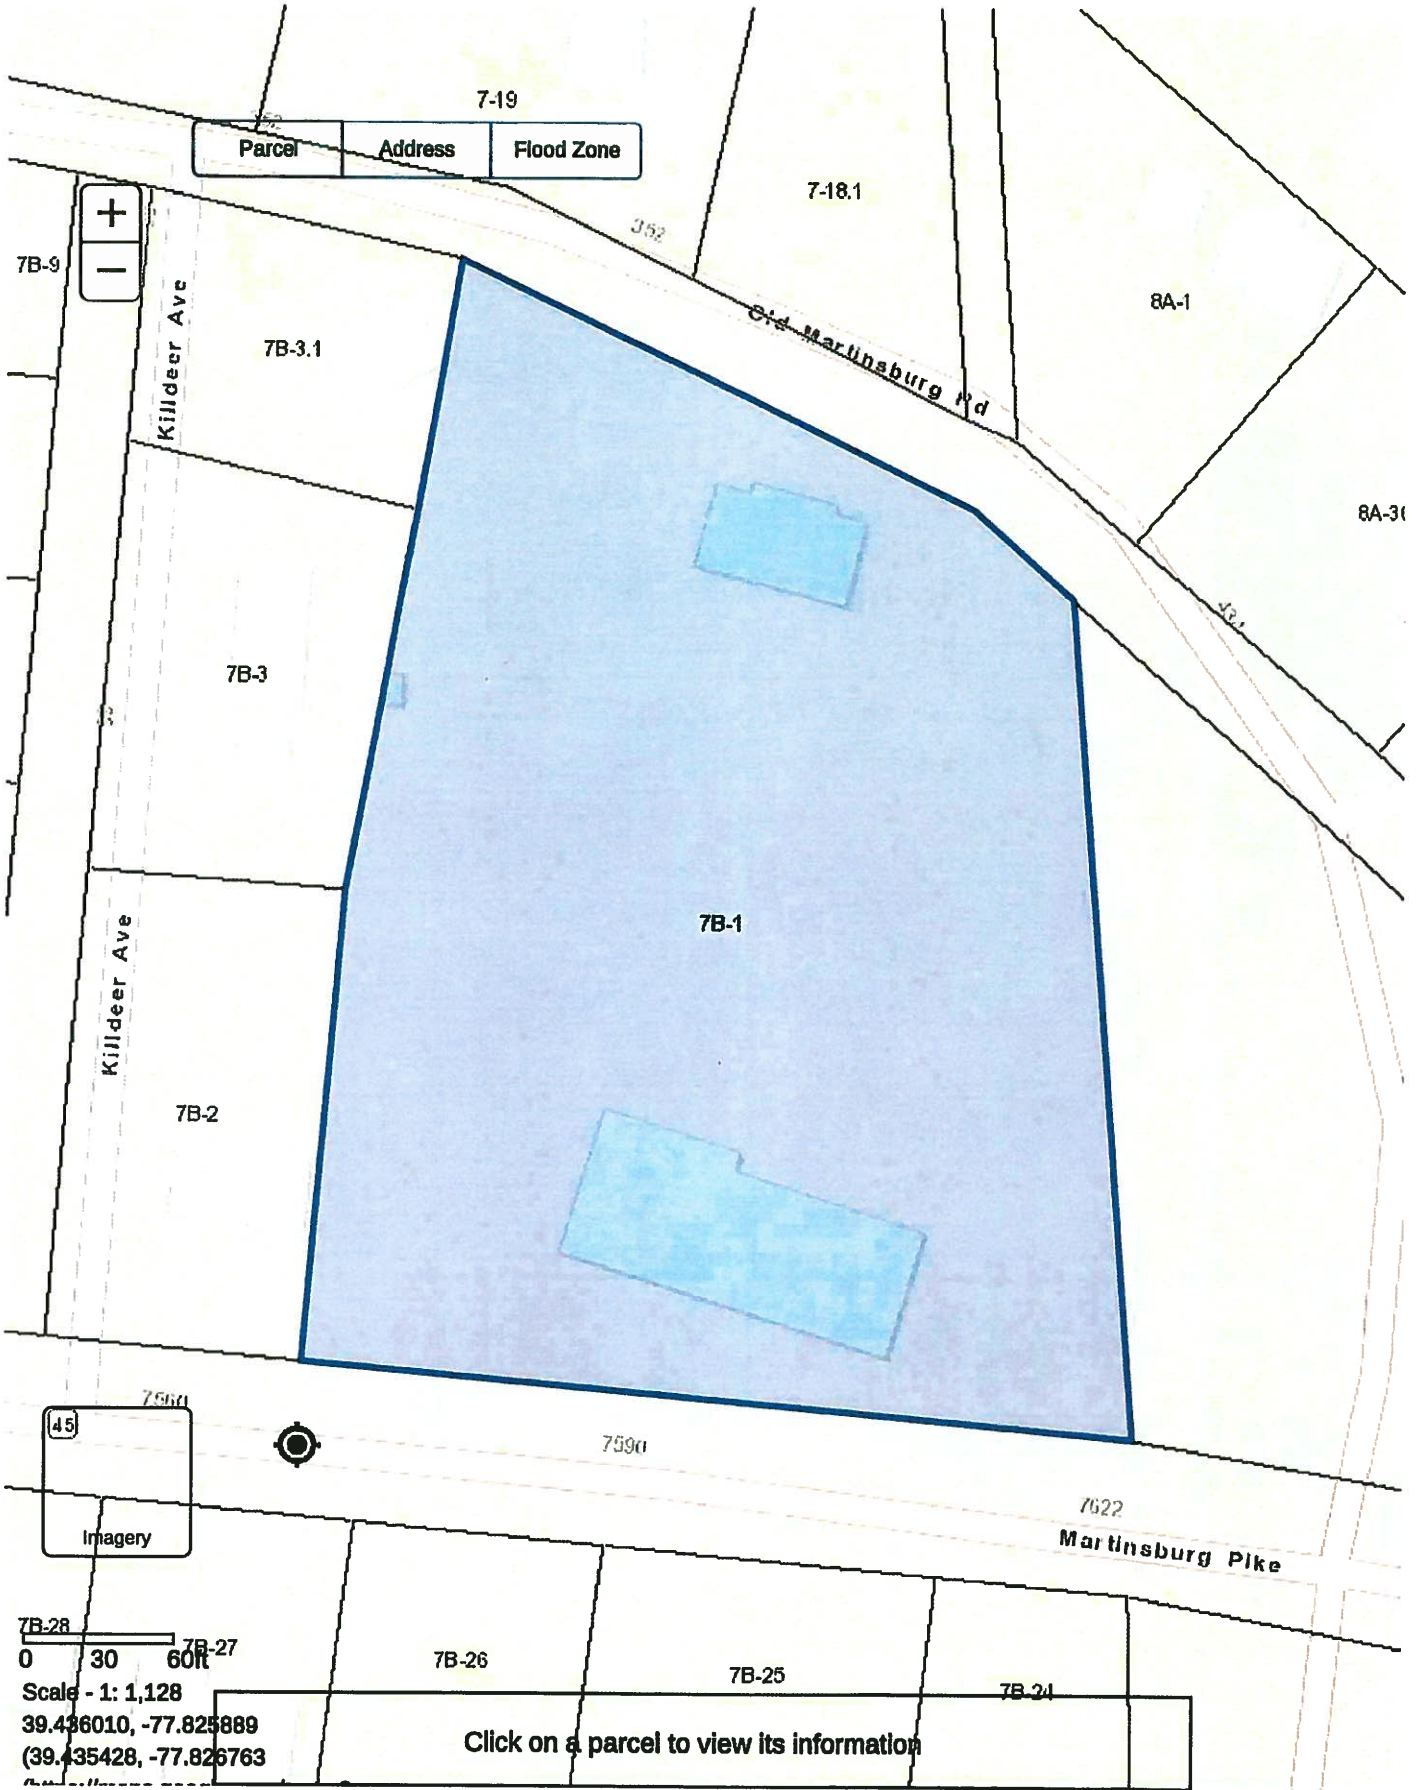 7-19
Parcel
Address
Flood Zone
7-18.1
352
+
−
7B-9
8A-1
Killdeer Ave
7B-3.1
Old Martinsburg Rd
7B-3
7B-1
Killdeer Ave
7B-2
7560
45
7590
7622
Imagery
Martinsburg Pike
7B-28
7B-27
0 30 60ft
7B-26
7B-25
7B-24
Scale - 1: 1,128
39.436010, -77.825889
(39.435428, -77.826763
Click on a parcel to view its information